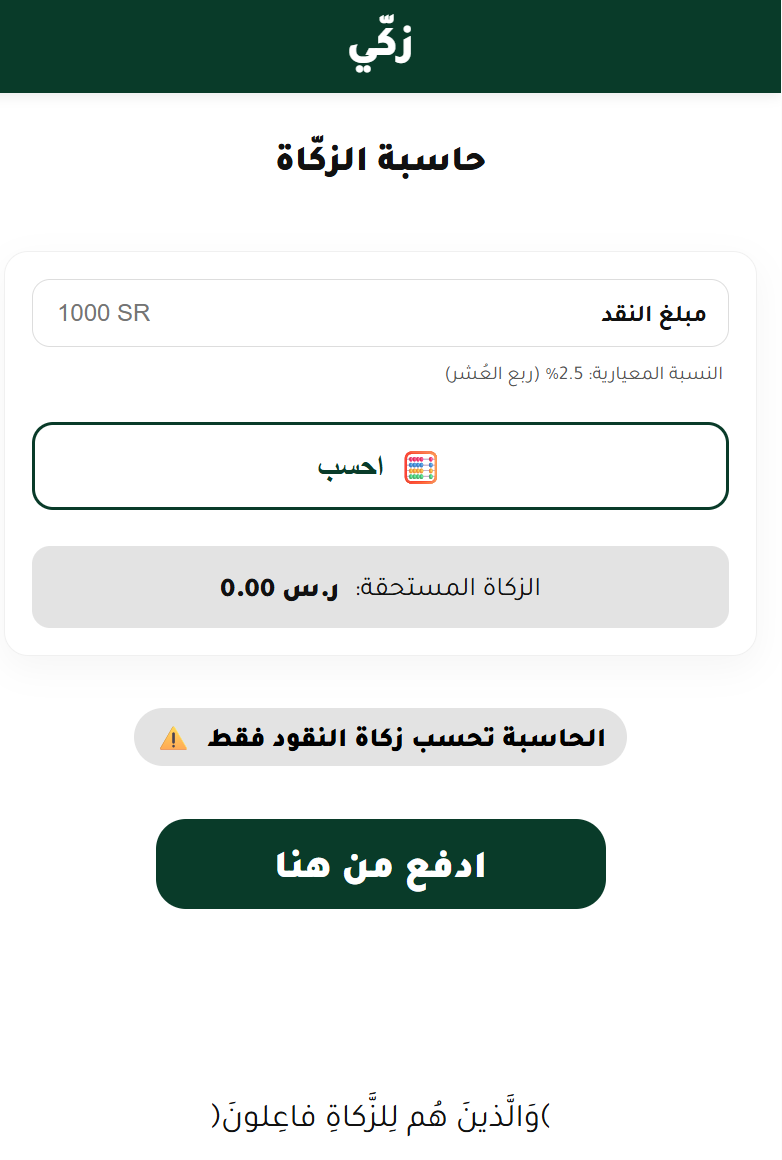 زكّي
حاسبة الزكّاة
مبلغ النقد 1000 SR
النسبة المعيارية: 2.5% (ربع العُشر)
احسب
الزكاة المستحقة: ر.س 0.00
الحاسبة تحسب زكاة النقود فقط ⚠️
ادفع من هنا
)وَالَّذينَ هُم لِلزَّكاةِ فاعِلونَ(